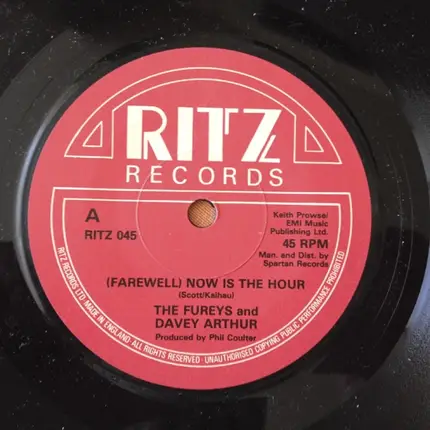 RITZ
RECORDS
A
RITZ 045
Keith Prowse/
EMI Music
Publishing Ltd.
45 RPM
Man. and Dist. by
Spartan Records
(FAREWELL) NOW IS THE HOUR
(Scott/Kaihau)
THE FUREYS and
DAVEY ARTHUR
Produced by Phil Coulter
RITZ RECORDS LTD MADE IN ENGLAND. ALL RIGHTS RESERVED · UNAUTHORISED COPYING PUBLIC PERFORMANCE PROHIBITED